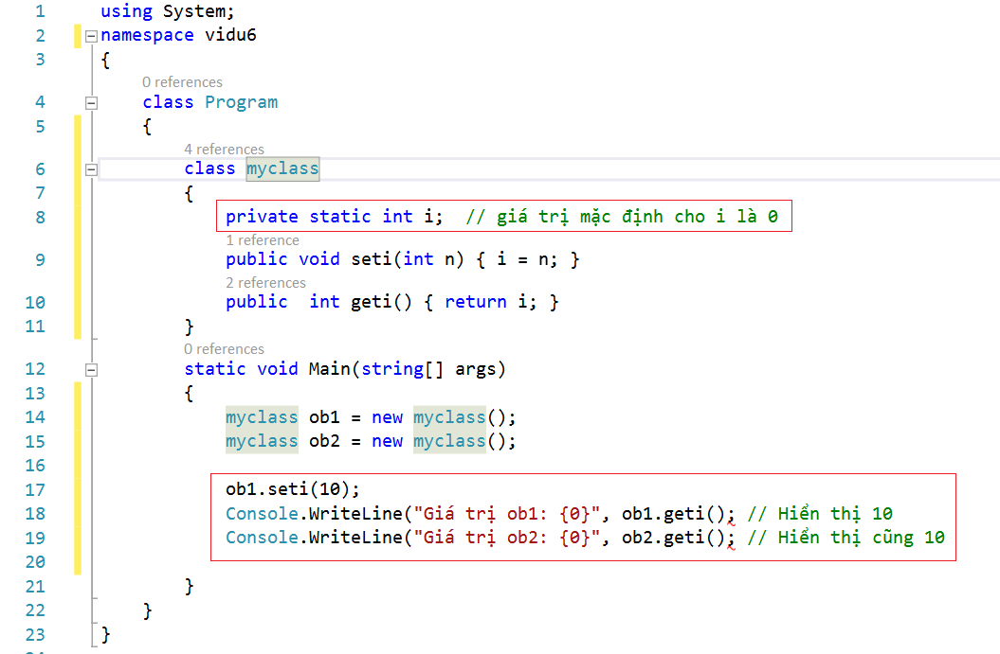 1 using System;
2 namespace vidu6
3 {
0 references
4 class Program
5 {
4 references
6 class myclass
7 {
8 private static int i;  // giá trị mặc định cho i là 0
1 reference
9 public void seti(int n) { i = n; }
2 references
10 public  int geti() { return i; }
11 }
0 references
12 static void Main(string[] args)
13 {
14 myclass ob1 = new myclass();
15 myclass ob2 = new myclass();
16
17 ob1.seti(10);
18 Console.WriteLine("Giá trị ob1: {0}", ob1.geti(); // Hiển thị 10
19 Console.WriteLine("Giá trị ob2: {0}", ob2.geti(); // Hiển thị cũng 10
20
21 }
22 }
23 }